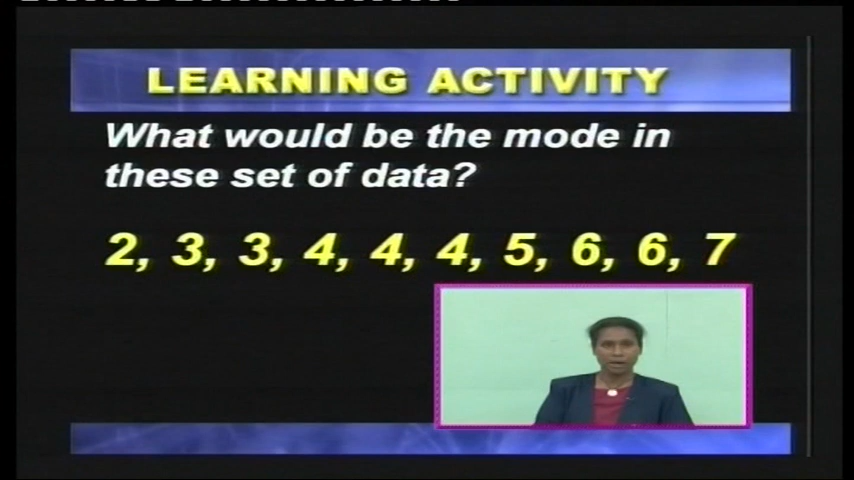 LEARNING ACTIVITY
What would be the mode in
these set of data?
2, 3, 3, 4, 4, 4, 5, 6, 6, 7